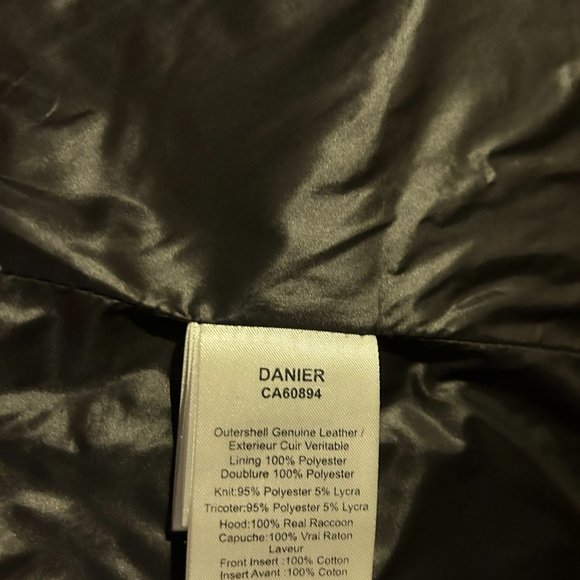 DANIER
CA60894
Outershell Genuine Leather /
Exterieur Cuir Veritable
Lining 100% Polyester
Doublure 100% Polyester
Knit:95% Polyester 5% Lycra
Tricoter:95% Polyester 5% Lycra
Hood:100% Real Raccoon
Capuche:100% Vrai Raton
Laveur
Front Insert :100% Cotton
Insert Avant :100% Coton